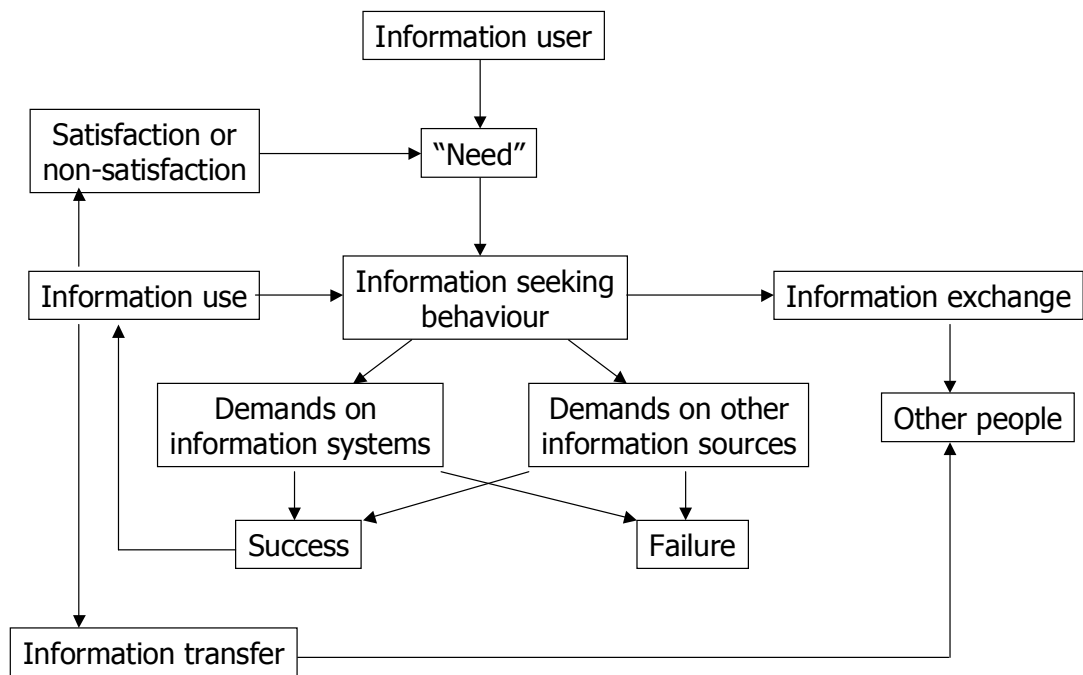 Information user
Satisfaction or
non-satisfaction
“Need”
Information use
Information seeking
behaviour
Information exchange
Demands on
information systems
Demands on other
information sources
Other people
Success
Failure
Information transfer